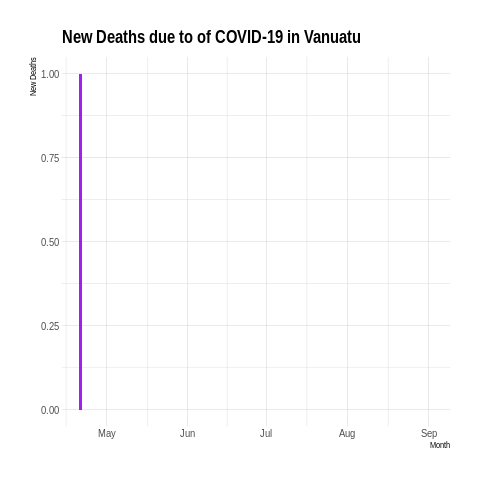 New Deaths due to of COVID-19 in Vanuatu
New Deaths
1.00
0.75
0.50
0.25
0.00
May Jun Jul Aug Sep
Month